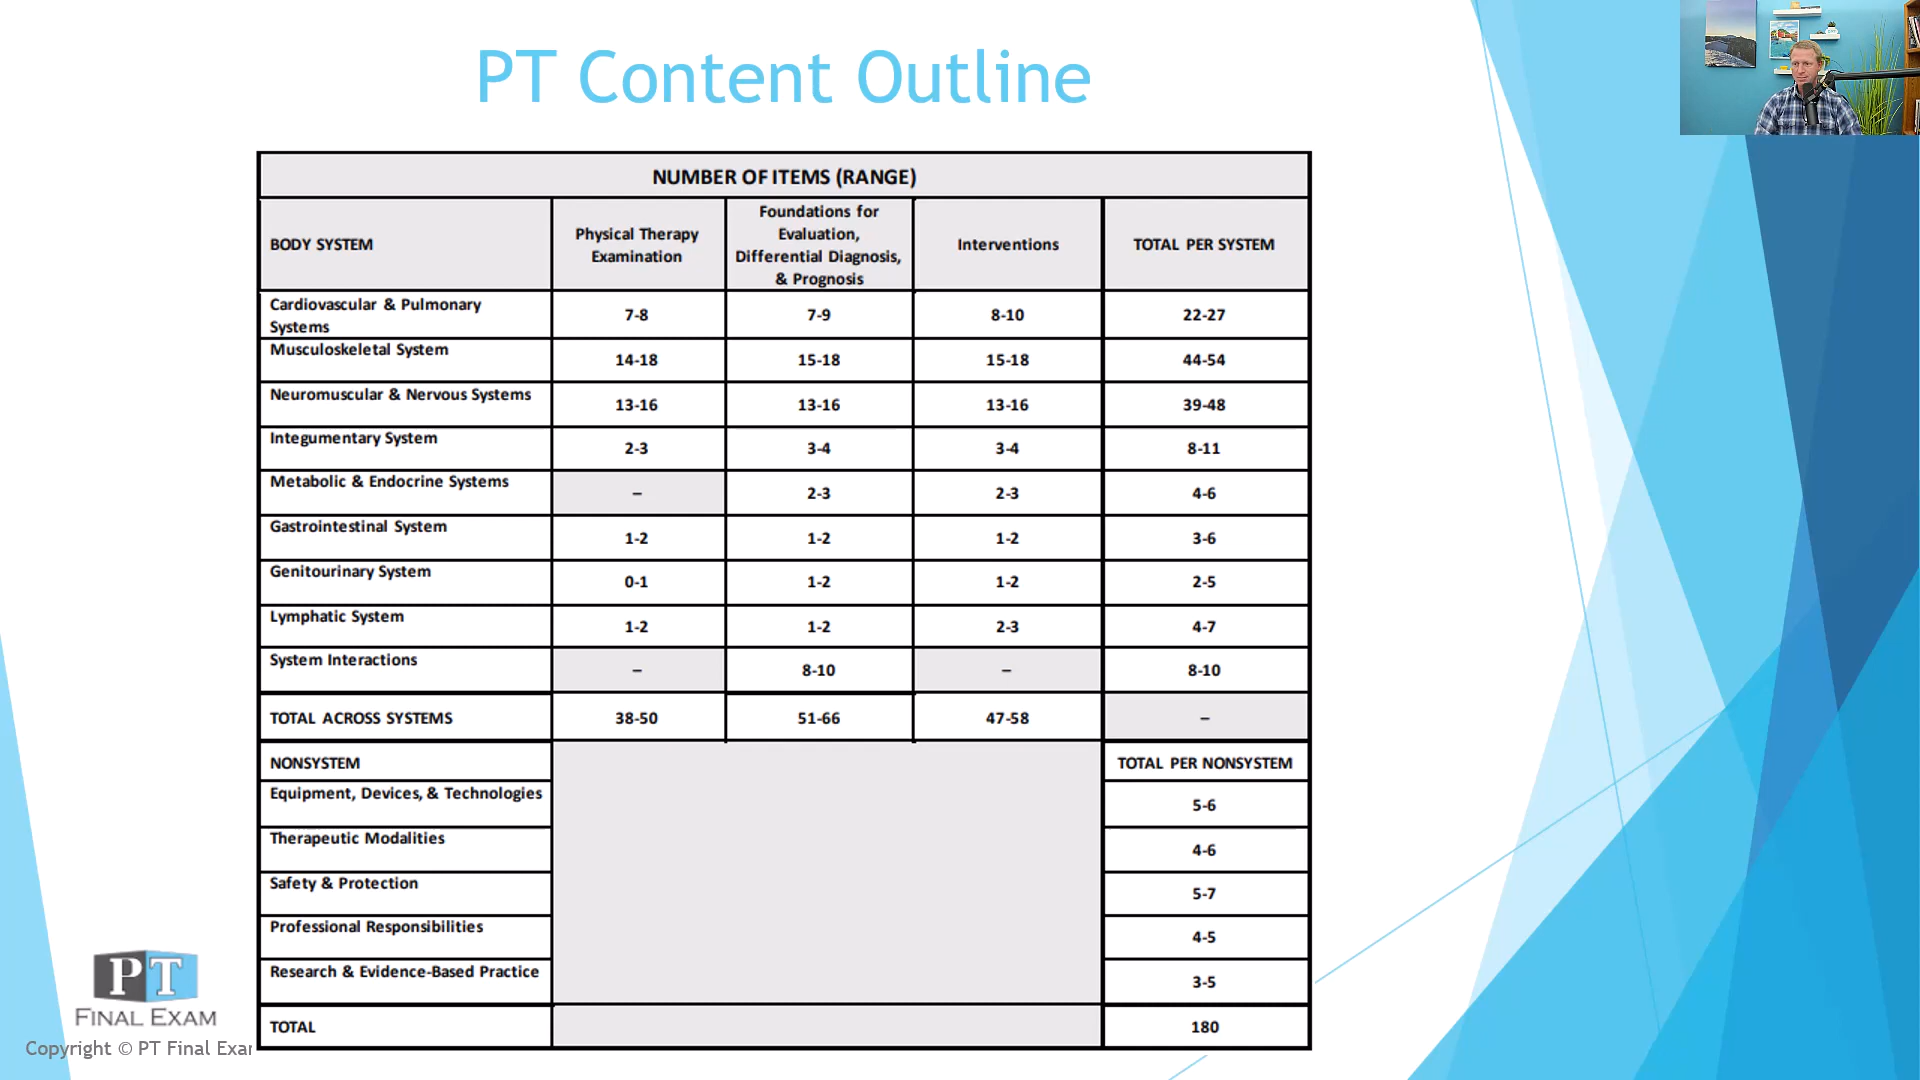 PT Content Outline
NUMBER OF ITEMS (RANGE)
BODY SYSTEM
Physical Therapy
Examination
Foundations for
Evaluation,
Differential Diagnosis,
& Prognosis
Interventions
TOTAL PER SYSTEM
Cardiovascular & Pulmonary
Systems
7-8
7-9
8-10
22-27
Musculoskeletal System
14-18
15-18
15-18
44-54
Neuromuscular & Nervous Systems
13-16
13-16
13-16
39-48
Integumentary System
2-3
3-4
3-4
8-11
Metabolic & Endocrine Systems
–
2-3
2-3
4-6
Gastrointestinal System
1-2
1-2
1-2
3-6
Genitourinary System
0-1
1-2
1-2
2-5
Lymphatic System
1-2
1-2
2-3
4-7
System Interactions
–
8-10
–
8-10
TOTAL ACROSS SYSTEMS
38-50
51-66
47-58
–
NONSYSTEM
TOTAL PER NONSYSTEM
Equipment, Devices, & Technologies
5-6
Therapeutic Modalities
4-6
Safety & Protection
5-7
Professional Responsibilities
4-5
Research & Evidence-Based Practice
3-5
TOTAL
180
PT
FINAL EXAM
Copyright © PT Final Exar